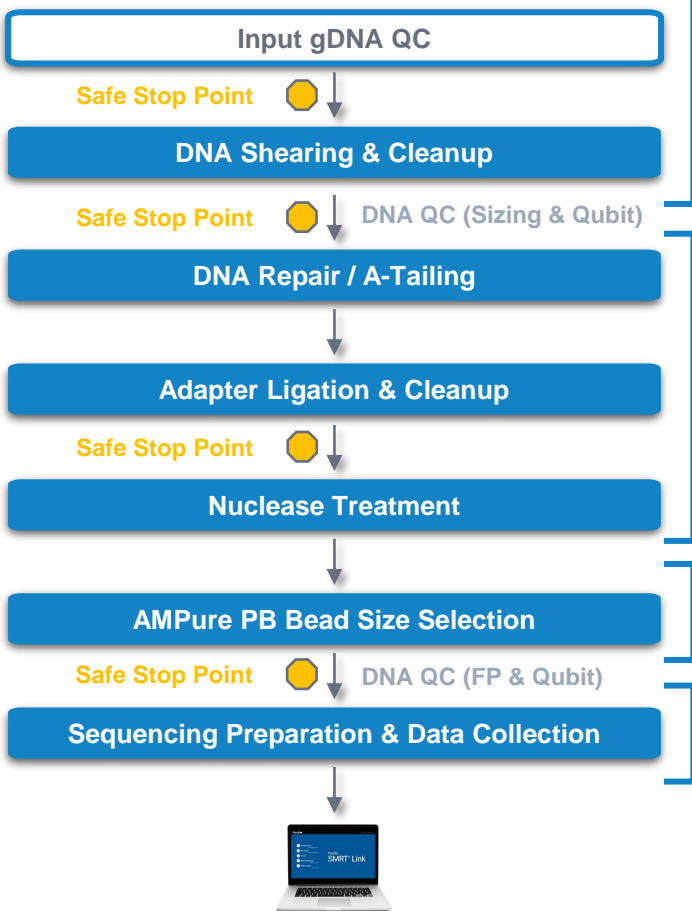 Input gDNA QC
Safe Stop Point
DNA Shearing & Cleanup
Safe Stop Point
DNA QC (Sizing & Qubit)
DNA Repair / A-Tailing
Adapter Ligation & Cleanup
Safe Stop Point
Nuclease Treatment
AMPure PB Bead Size Selection
Safe Stop Point
DNA QC (FP & Qubit)
Sequencing Preparation & Data Collection
SMRT® Link